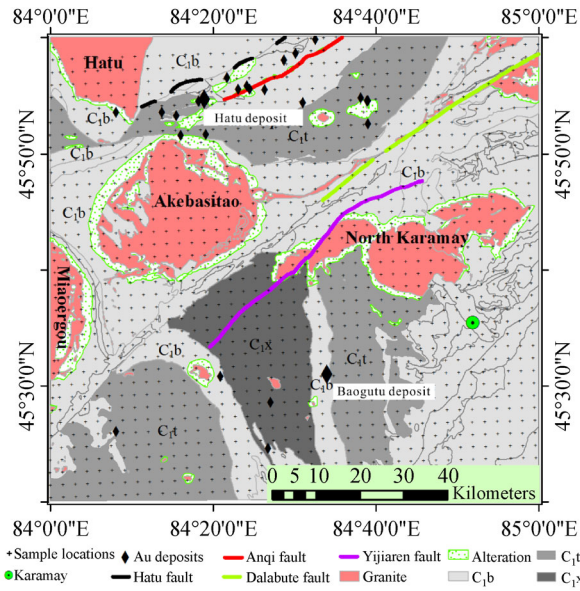 84°0'0"E 84°20'0"E 84°40'0"E 85°0'0"E
Hatu
C₁b
C₁b
Hatu deposit
C₁t
C₁b
45°50'0"N
45°50'0"N
C₁b
Akebasitao
C₁b
North Karamay
Miaoergou
C₁x
C₁b
C₁t
45°30'0"N
45°30'0"N
C₁b
Baogutu deposit
C₁t
0 5 10 20 30 40
Kilometers
84°0'0"E 84°20'0"E 84°40'0"E 85°0'0"E
Sample locations Au deposits Anqi fault Yijiaren fault Alteration C₁t
Karamay Hatu fault Dalabute fault Granite C₁b C₁x